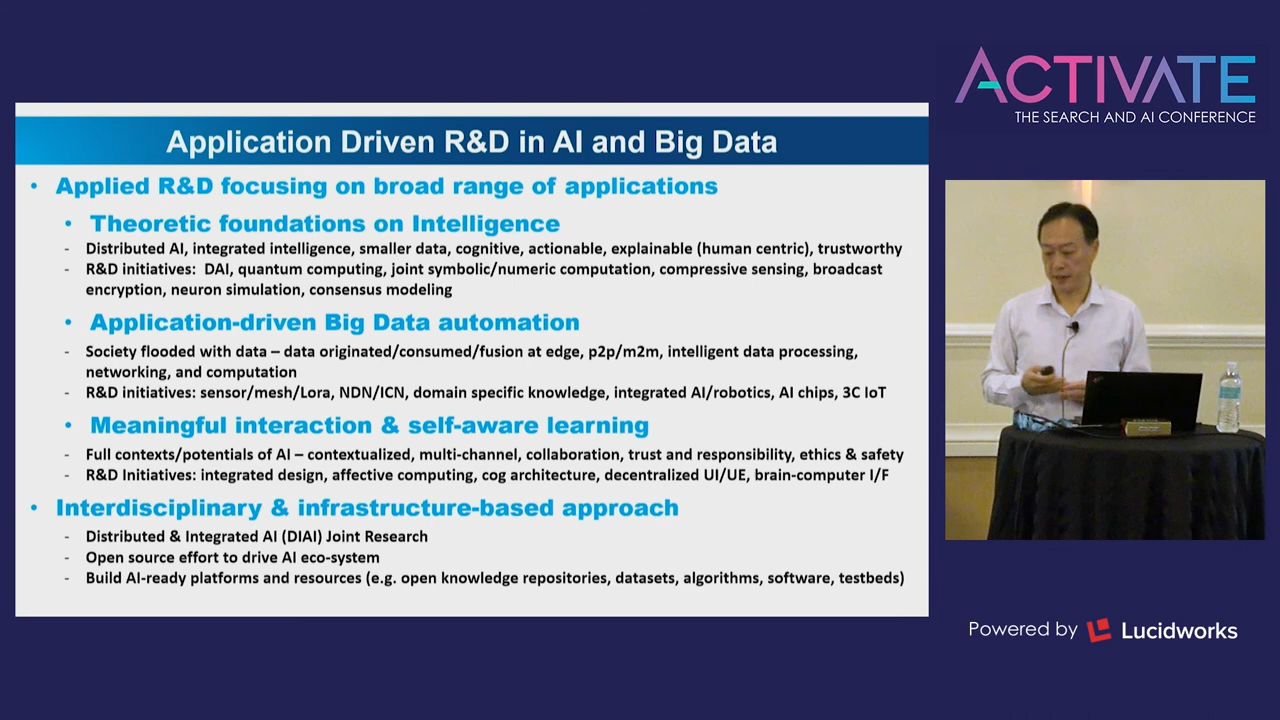 Application Driven R&D in AI and Big Data
• Applied R&D focusing on broad range of applications
• Theoretic foundations on Intelligence
- Distributed AI, integrated intelligence, smaller data, cognitive, actionable, explainable (human centric), trustworthy
- R&D initiatives: DAI, quantum computing, joint symbolic/numeric computation, compressive sensing, broadcast
encryption, neuron simulation, consensus modeling
• Application-driven Big Data automation
- Society flooded with data – data originated/consumed/fusion at edge, p2p/m2m, intelligent data processing,
networking, and computation
- R&D initiatives: sensor/mesh/Lora, NDN/ICN, domain specific knowledge, integrated AI/robotics, AI chips, 3C IoT
• Meaningful interaction & self-aware learning
- Full contexts/potentials of AI – contextualized, multi-channel, collaboration, trust and responsibility, ethics & safety
- R&D Initiatives: integrated design, affective computing, cog architecture, decentralized UI/UE, brain-computer I/F
• Interdisciplinary & infrastructure-based approach
- Distributed & Integrated AI (DIAI) Joint Research
- Open source effort to drive AI eco-system
- Build AI-ready platforms and resources (e.g. open knowledge repositories, datasets, algorithms, software, testbeds)
ACTIVATE
THE SEARCH AND AI CONFERENCE
Powered by Lucidworks